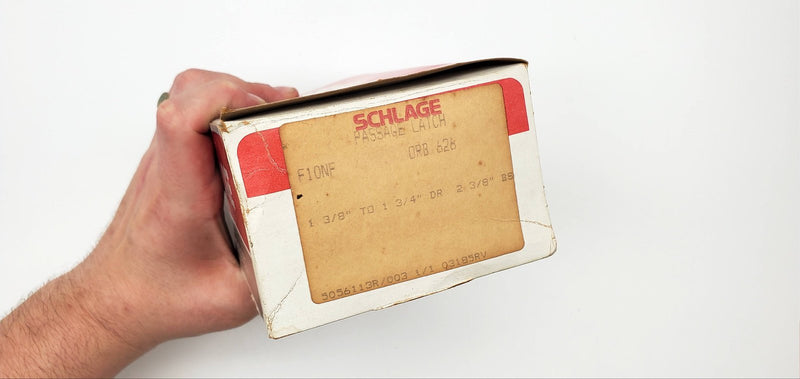 SCHLAGE
PASSAGE LATCH
F10NF ORB 626
1 3/8" TO 1 3/4" DR 2 3/8" BS
5056113R/003 1/1 03185RV